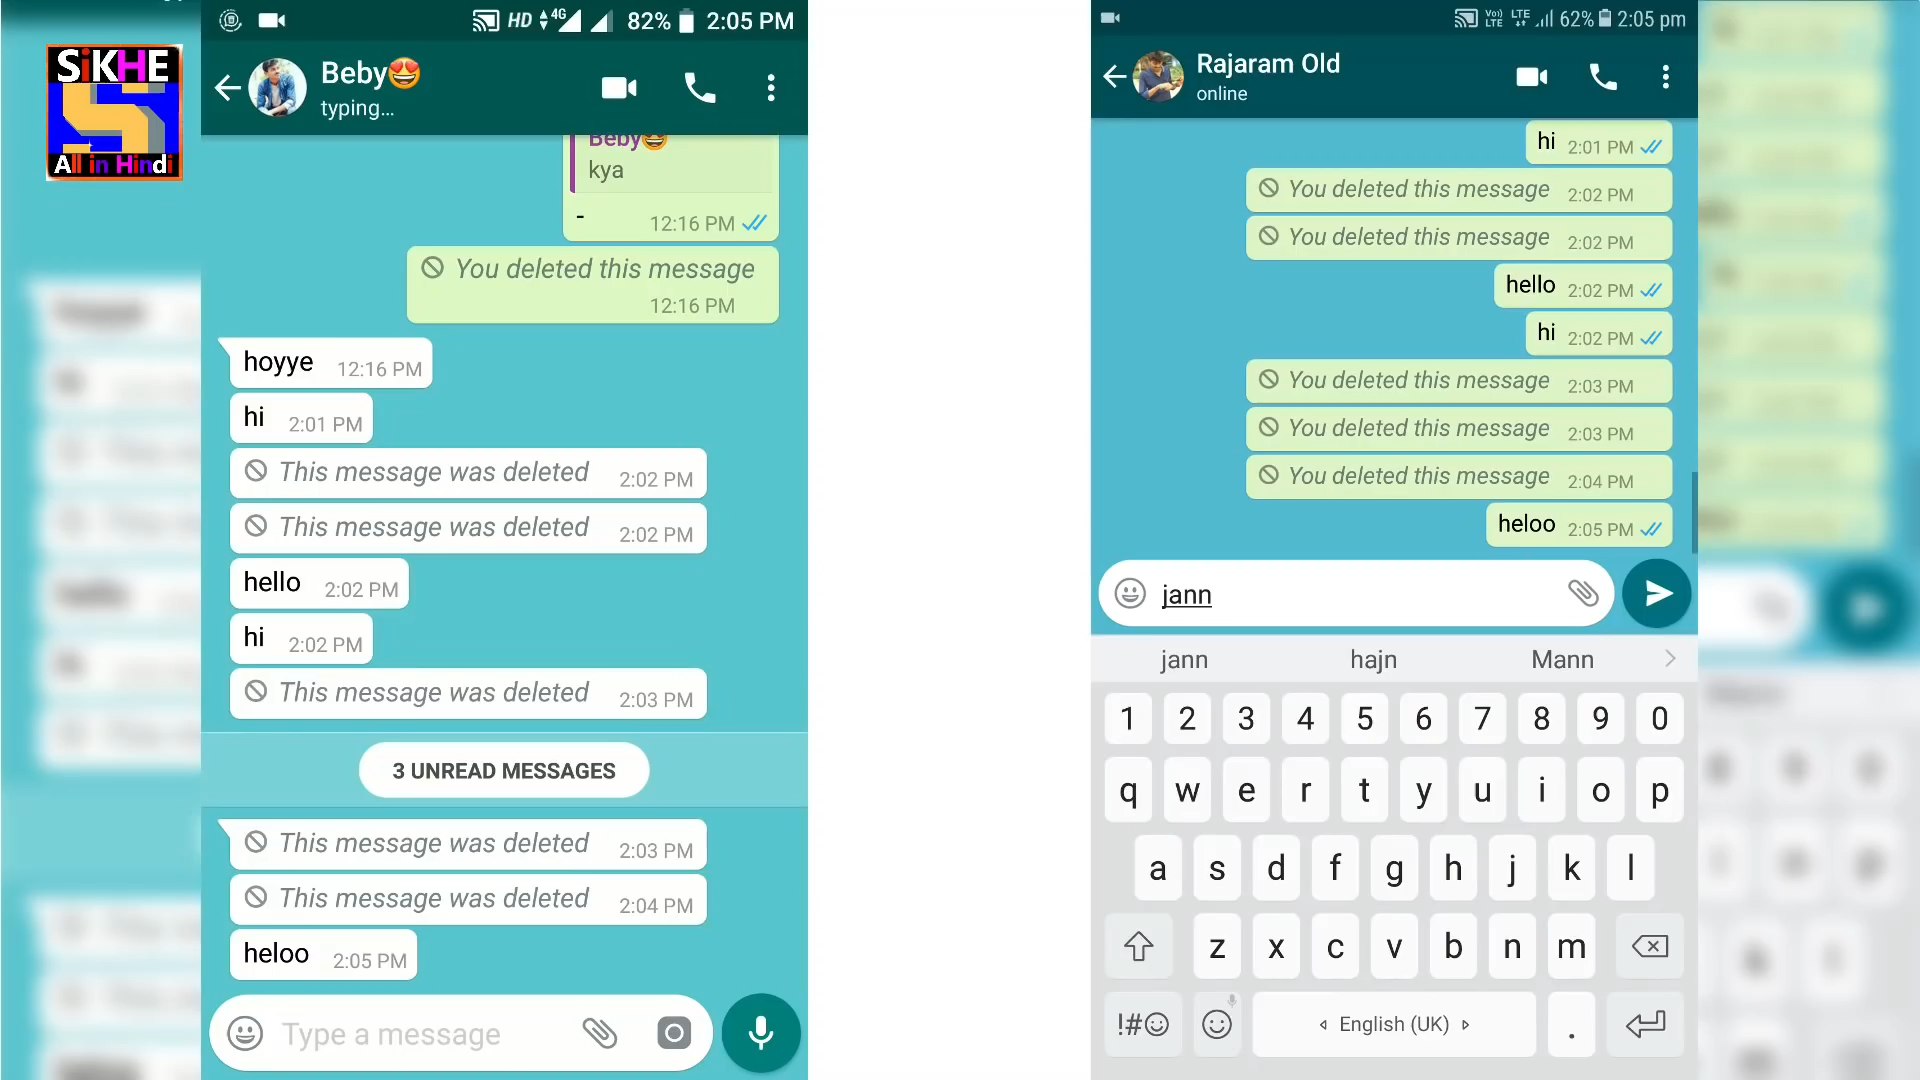 SiKHE
All in Hindi
HD 4G 82% 2:05 PM
Beby
typing...
Beby
kya
- 12:16 PM
You deleted this message
12:16 PM
hoyye 12:16 PM
hi 2:01 PM
This message was deleted 2:02 PM
This message was deleted 2:02 PM
hello 2:02 PM
hi 2:02 PM
This message was deleted 2:03 PM
3 UNREAD MESSAGES
This message was deleted 2:03 PM
This message was deleted 2:04 PM
heloo 2:05 PM
Type a message
Vo) LTE LTE 62% 2:05 pm
Rajaram Old
online
hi 2:01 PM
You deleted this message 2:02 PM
You deleted this message 2:02 PM
hello 2:02 PM
hi 2:02 PM
You deleted this message 2:03 PM
You deleted this message 2:03 PM
You deleted this message 2:04 PM
heloo 2:05 PM
jann
jann hajn Mann
1 2 3 4 5 6 7 8 9 0
q w e r t y u i o p
a s d f g h j k l
z x c v b n m
!#☺ English (UK) .